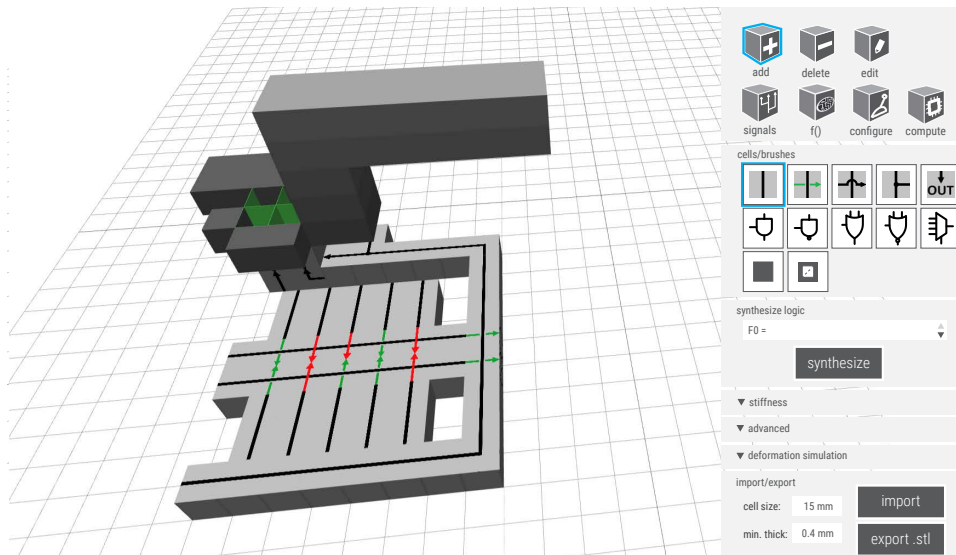 add delete edit
signals f() configure compute
cells/brushes
OUT
synthesize logic
F0 =
synthesize
▼ stiffness
▼ advanced
▼ deformation simulation
import/export
cell size: 15 mm import
min. thick: 0.4 mm export .stl